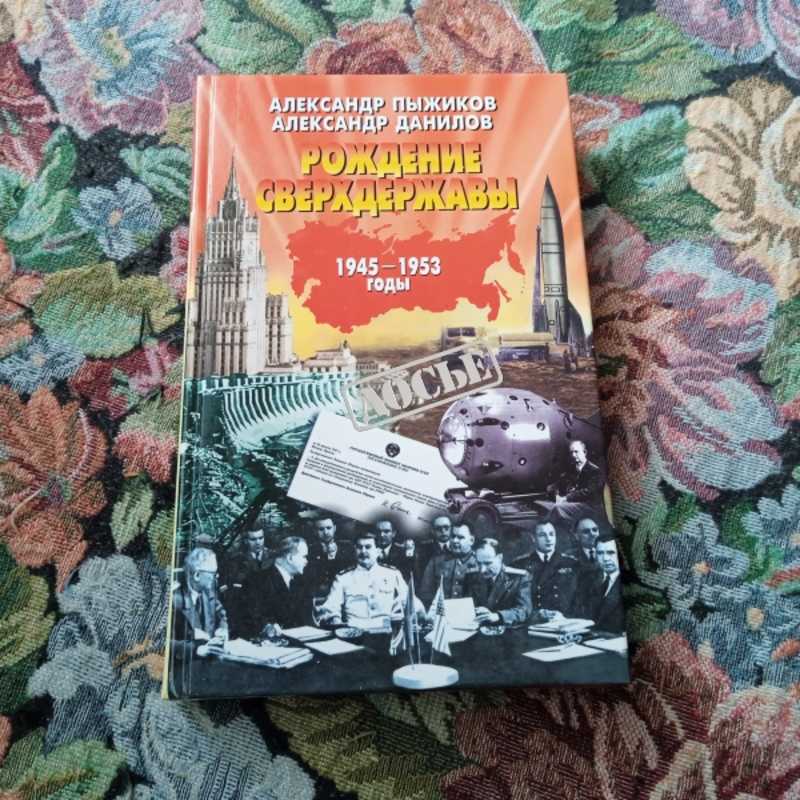 АЛЕКСАНДР ПЫЖИКОВ
АЛЕКСАНДР ДАНИЛОВ
РОЖДЕНИЕ
СВЕРХДЕРЖАВЫ
1945–1953
ГОДЫ
ДОСЬЕ